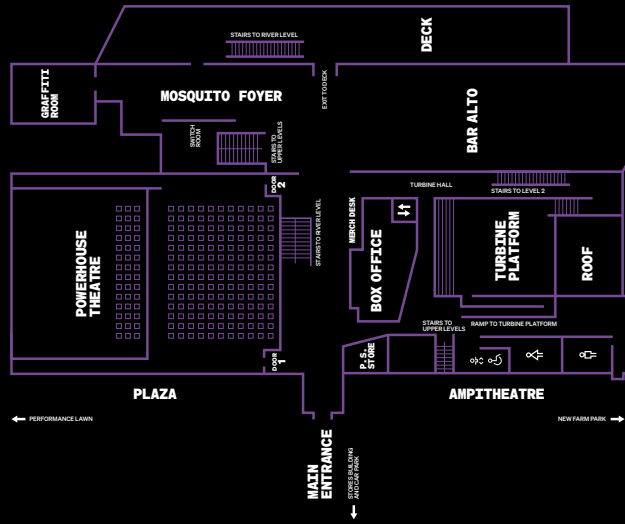 STAIRS TO RIVER LEVEL
DECK
GRAFFITI
ROOM
MOSQUITO FOYER
EXIT TO DECK
BAR ALTO
SWITCH
ROOM
STAIRS TO
UPPER LEVELS
DOOR
2
TURBINE HALL
STAIRS TO LEVEL 2
MERCH DESK
STAIRS TO RIVER LEVEL
POWERHOUSE
THEATRE
BOX OFFICE
TURBINE
PLATFORM
ROOF
STAIRS TO
UPPER LEVELS
RAMP TO TURBINE PLATFORM
DOOR
1
P.S.
STORE
PLAZA
AMPITHEATRE
PERFORMANCE LAWN
NEW FARM PARK
MAIN
ENTRANCE
STORES BUILDING
AND CAR PARK